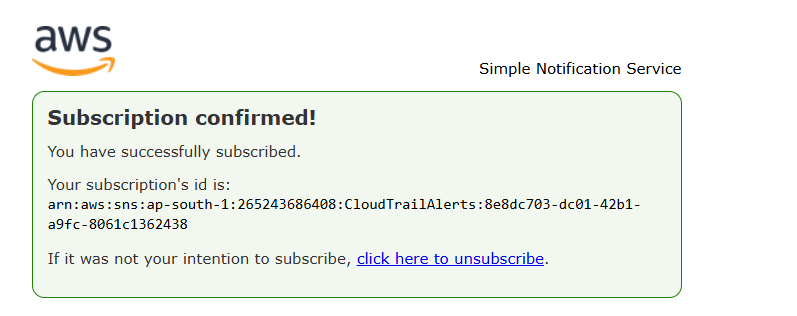 aws
Simple Notification Service
Subscription confirmed!
You have successfully subscribed.
Your subscription's id is:
arn:aws:sns:ap-south-1:265243686408:CloudTrailAlerts:8e8dc703-dc01-42b1-
a9fc-8061c1362438
If it was not your intention to subscribe, click here to unsubscribe.